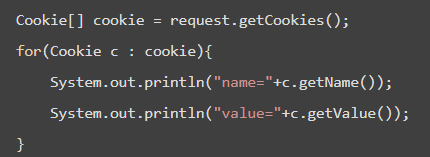 Cookie[] cookie = request.getCookies();
for(Cookie c : cookie){
    System.out.println("name="+c.getName());
    System.out.println("value="+c.getValue());
}